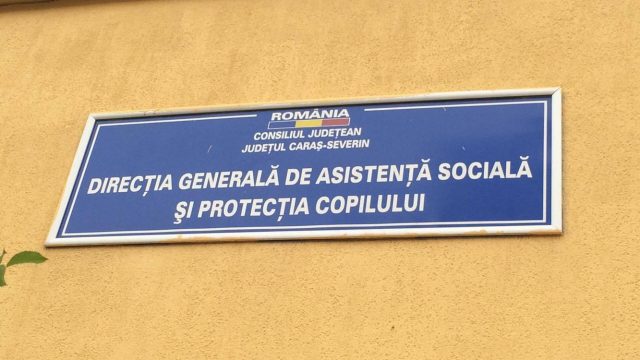 ROMÂNIA
CONSILIUL JUDEȚEAN
JUDEȚUL CARAȘ-SEVERIN
DIRECȚIA GENERALĂ DE ASISTENȚĂ SOCIALĂ
ȘI PROTECȚIA COPILULUI